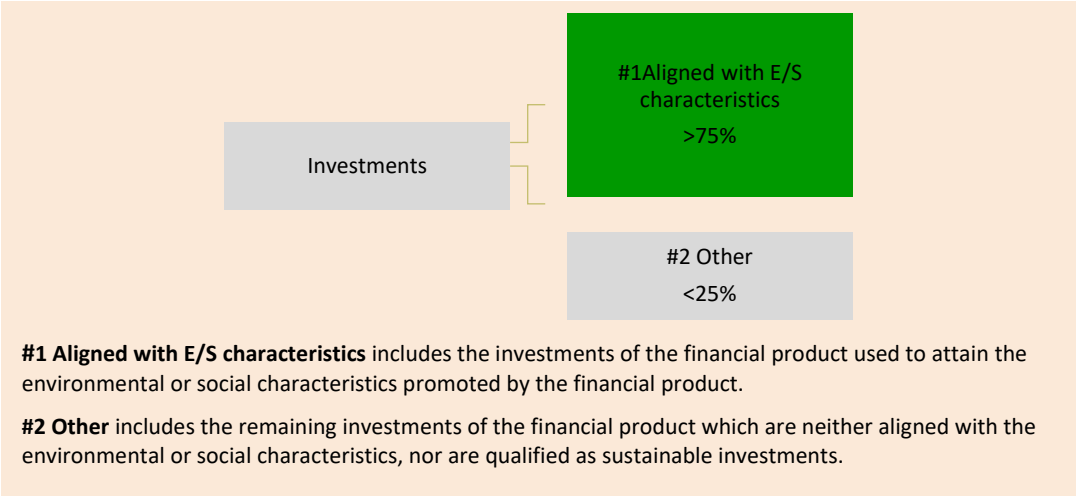 #1Aligned with E/S
characteristics
>75%
Investments
#2 Other
<25%
#1 Aligned with E/S characteristics includes the investments of the financial product used to attain the
environmental or social characteristics promoted by the financial product.
#2 Other includes the remaining investments of the financial product which are neither aligned with the
environmental or social characteristics, nor are qualified as sustainable investments.